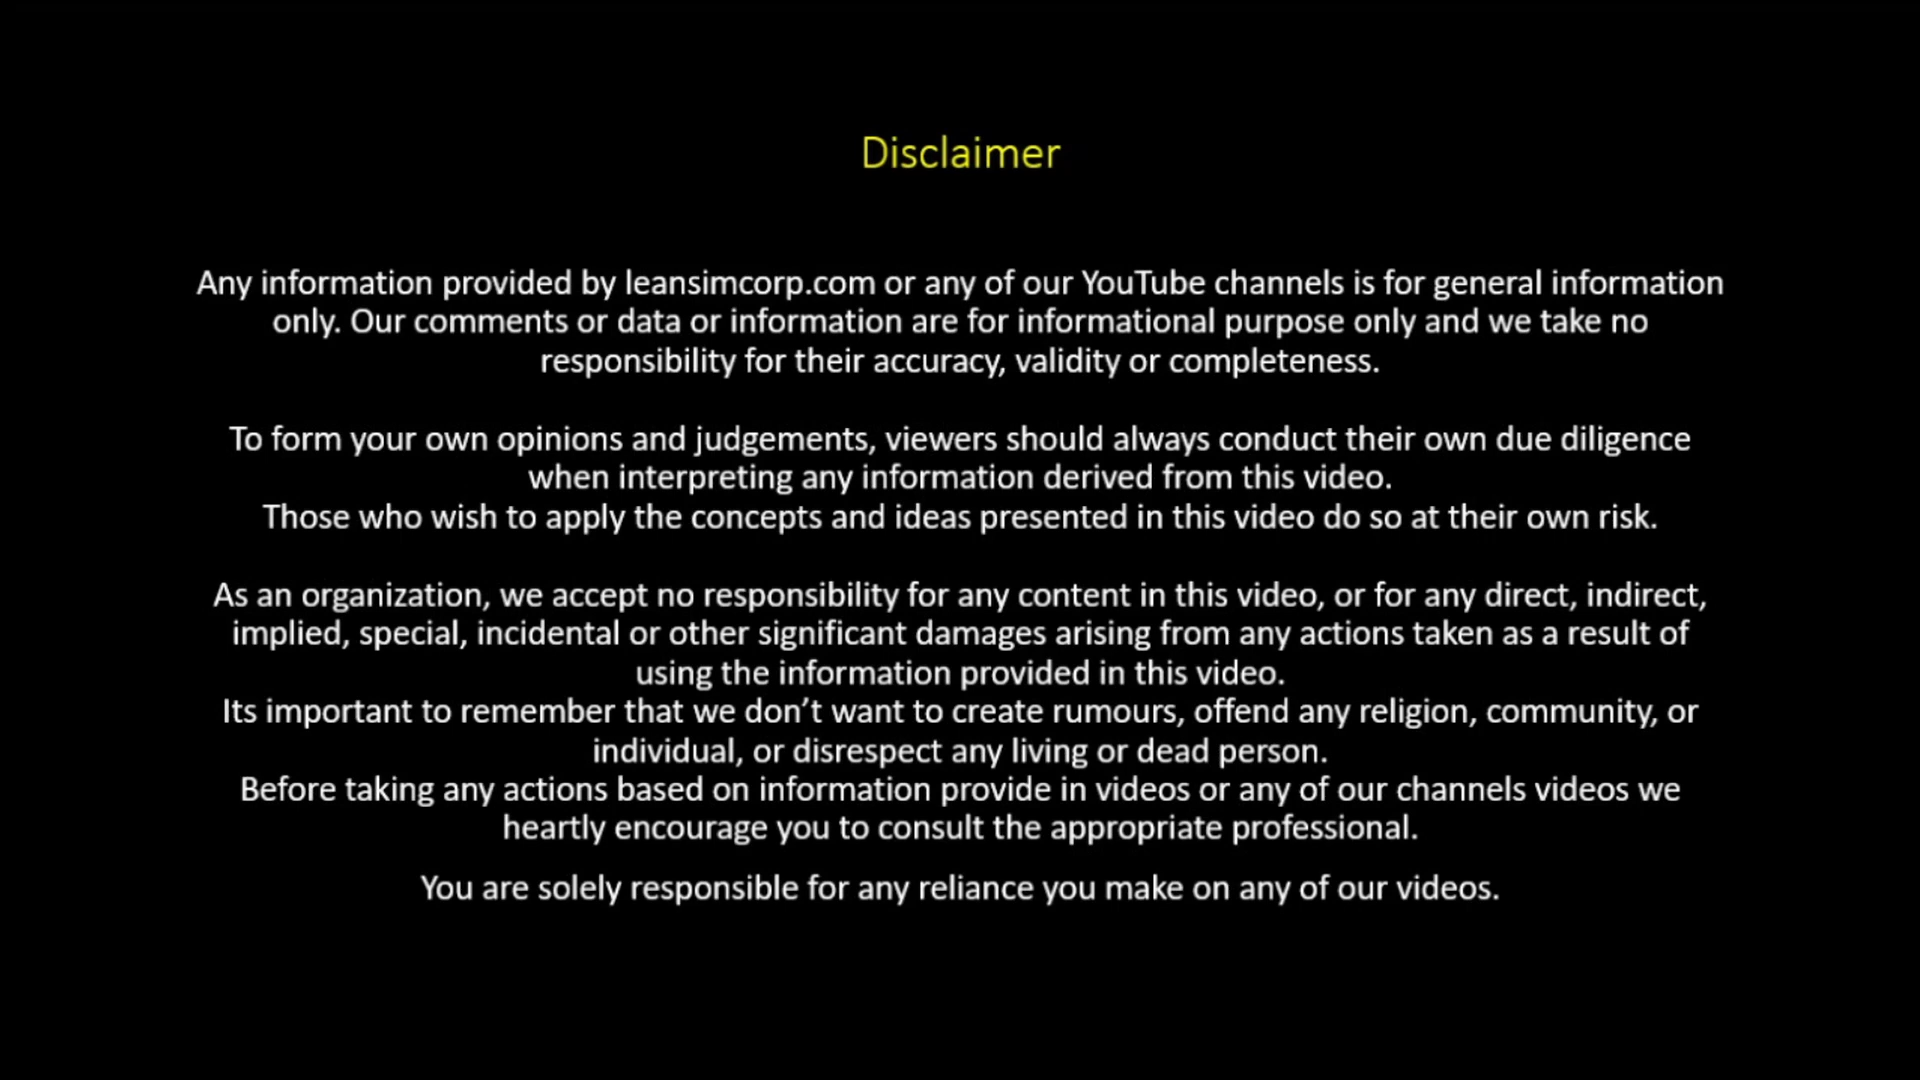 Disclaimer
Any information provided by leansimcorp.com or any of our YouTube channels is for general information
only. Our comments or data or information are for informational purpose only and we take no
responsibility for their accuracy, validity or completeness.
To form your own opinions and judgements, viewers should always conduct their own due diligence
when interpreting any information derived from this video.
Those who wish to apply the concepts and ideas presented in this video do so at their own risk.
As an organization, we accept no responsibility for any content in this video, or for any direct, indirect,
implied, special, incidental or other significant damages arising from any actions taken as a result of
using the information provided in this video.
Its important to remember that we don’t want to create rumours, offend any religion, community, or
individual, or disrespect any living or dead person.
Before taking any actions based on information provide in videos or any of our channels videos we
heartly encourage you to consult the appropriate professional.
You are solely responsible for any reliance you make on any of our videos.